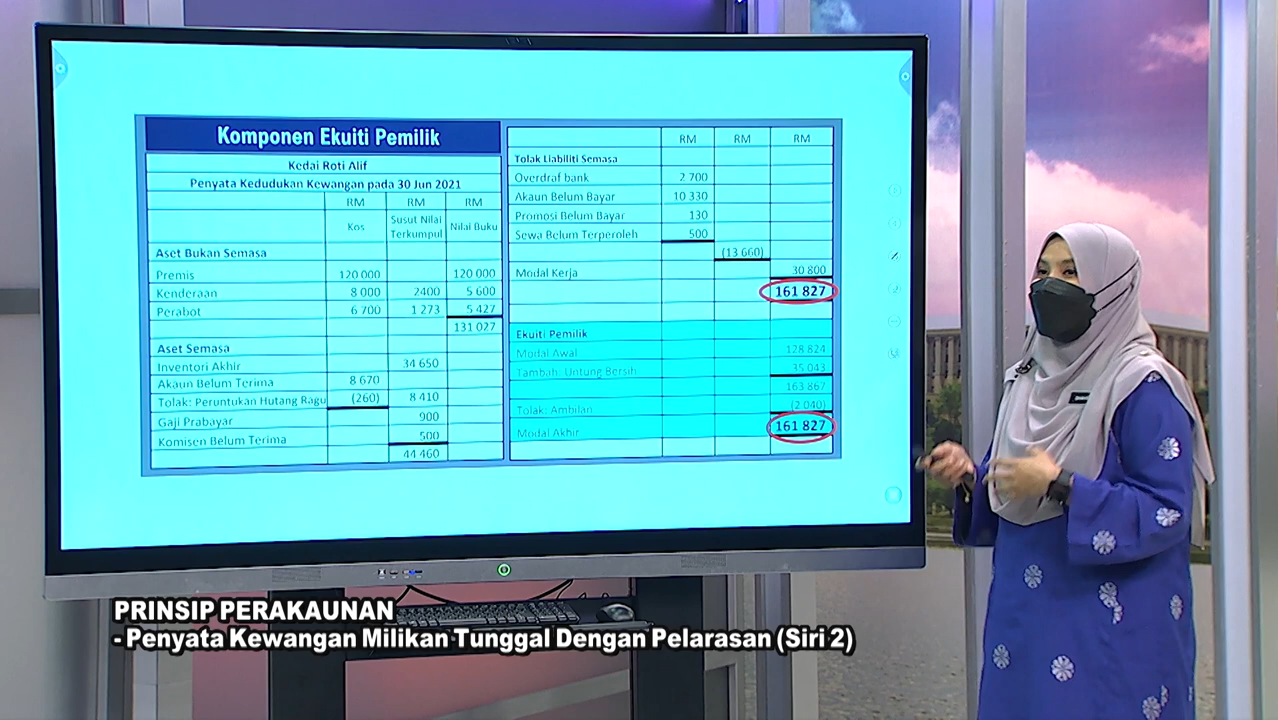 Komponen Ekuiti Pemilik
Kedai Roti Alif
Penyata Kedudukan Kewangan pada 30 Jun 2021
RM RM RM
Kos Susut Nilai Terkumpul Nilai Buku
Aset Bukan Semasa
Premis 120 000 120 000
Kenderaan 8 000 2400 5 600
Perabot 6 700 1 273 5 427
131 027
Aset Semasa
Inventori Akhir 34 650
Akaun Belum Terima 8 670
Tolak: Peruntukan Hutang Ragu (260) 8 410
Gaji Prabayar 900
Komisen Belum Terima 500
44 460
RM RM RM
Tolak Liabiliti Semasa
Overdraf bank 2 700
Akaun Belum Bayar 10 330
Promosi Belum Bayar 130
Sewa Belum Terperoleh 500
(13 660)
Modal Kerja 30 800
161 827
Ekuiti Pemilik
Modal Awal 128 824
Tambah: Untung Bersih 35 043
163 867
Tolak: Ambilan (2 040)
Modal Akhir 161 827
PRINSIP PERAKAUNAN
- Penyata Kewangan Milikan Tunggal Dengan Pelarasan (Siri 2)